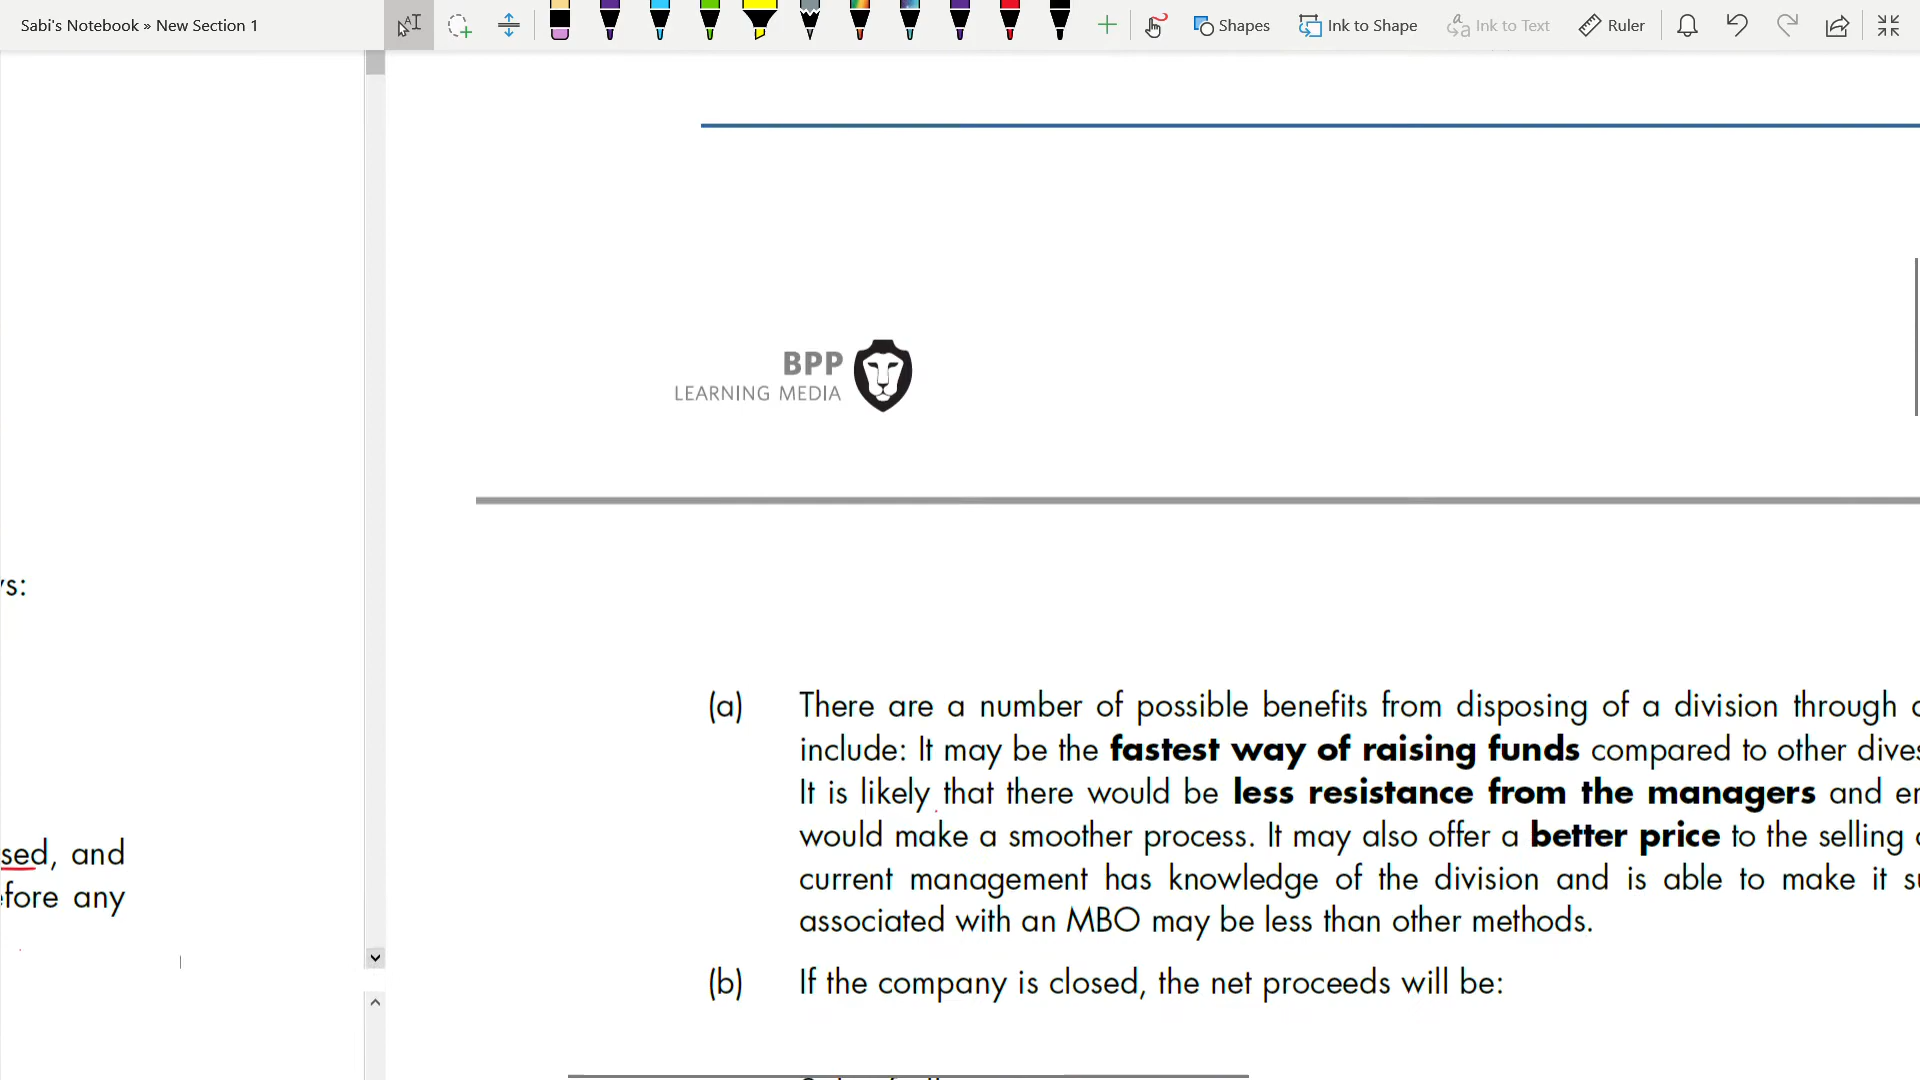 Sabi's Notebook » New Section 1
Shapes
Ink to Shape
Ink to Text
Ruler
BPP
LEARNING MEDIA
sed, and
fore any
(a) There are a number of possible benefits from disposing of a division through
include: It may be the fastest way of raising funds compared to other
It is likely that there would be less resistance from the managers and
would make a smoother process. It may also offer a better price to the selling
current management has knowledge of the division and is able to make it
associated with an MBO may be less than other methods.
(b) If the company is closed, the net proceeds will be: